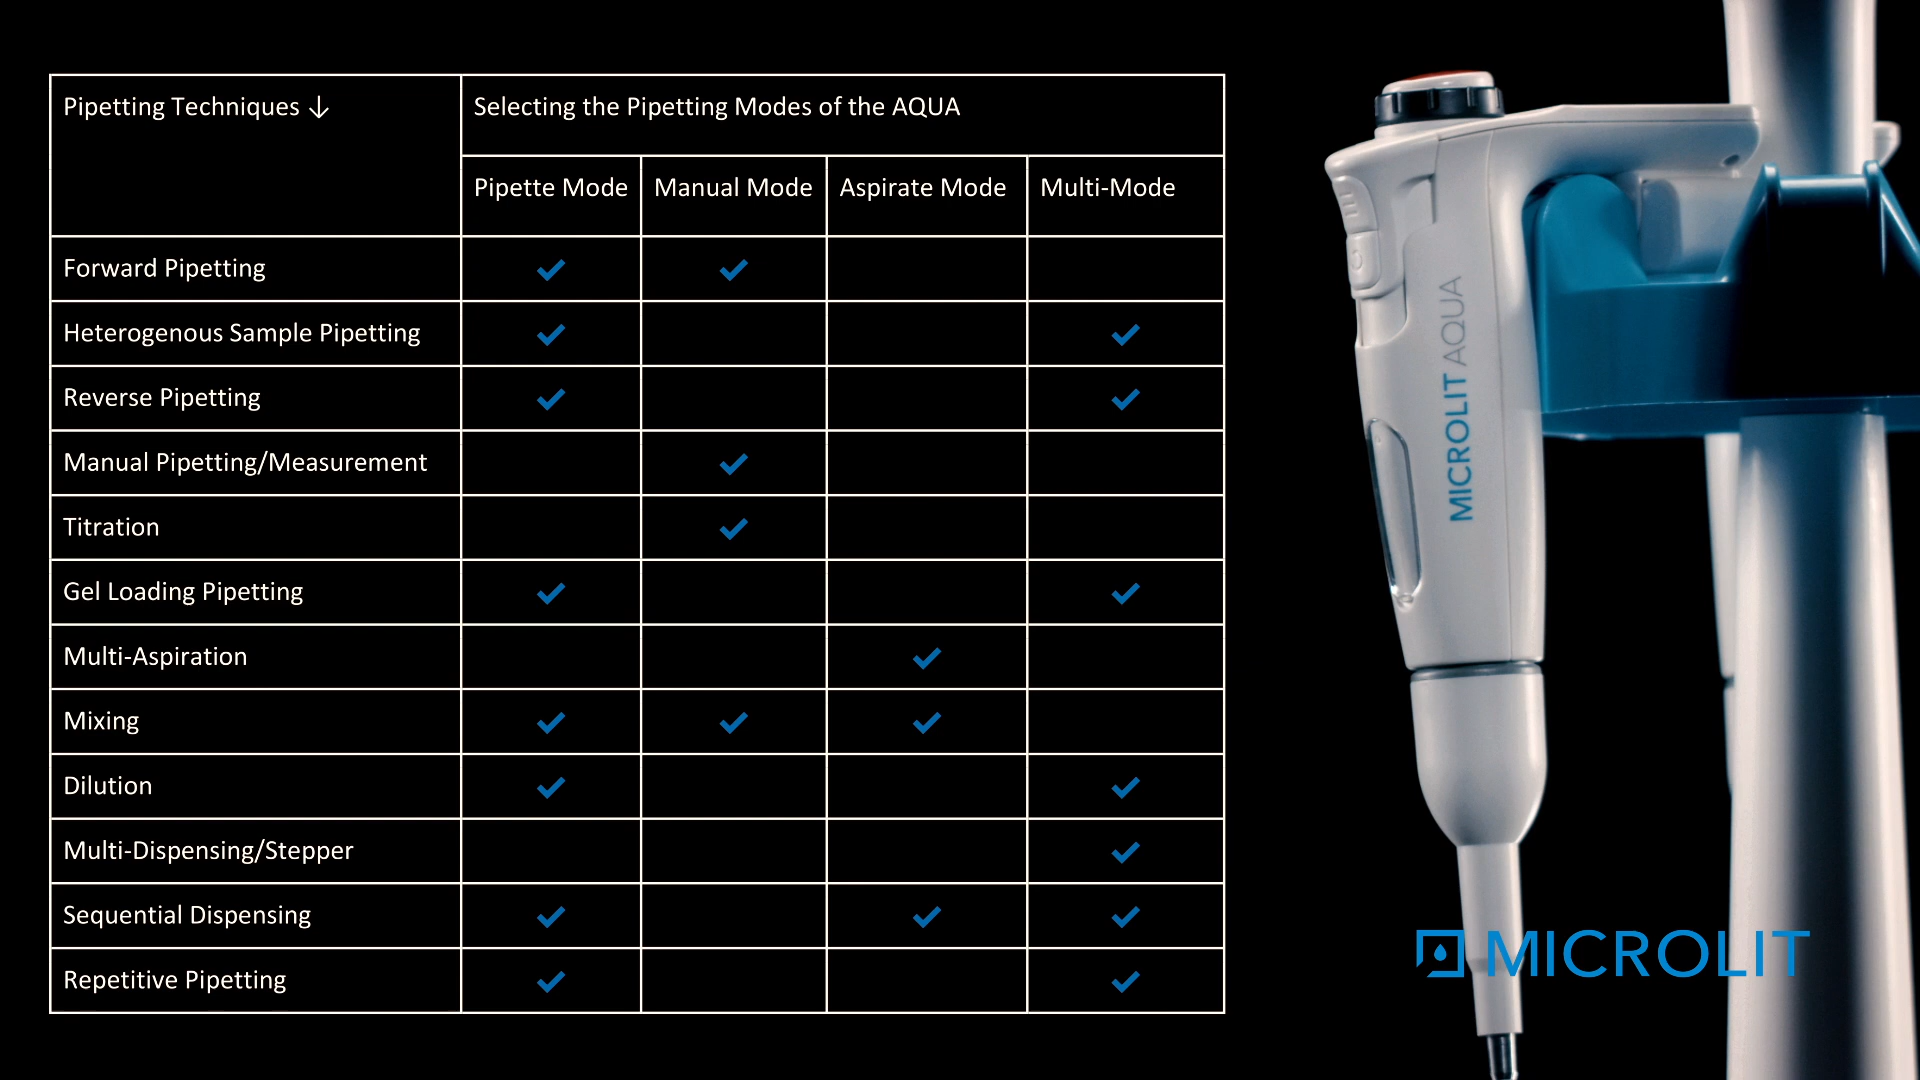 Pipetting Techniques ↓
Selecting the Pipetting Modes of the AQUA
Pipette Mode
Manual Mode
Aspirate Mode
Multi-Mode
Forward Pipetting ✔ ✔
Heterogenous Sample Pipetting ✔ ✔
Reverse Pipetting ✔ ✔
Manual Pipetting/Measurement ✔
Titration ✔
Gel Loading Pipetting ✔ ✔
Multi-Aspiration ✔
Mixing ✔ ✔ ✔
Dilution ✔ ✔
Multi-Dispensing/Stepper ✔
Sequential Dispensing ✔ ✔ ✔
Repetitive Pipetting ✔ ✔
MICROLIT AQUA
MICROLIT